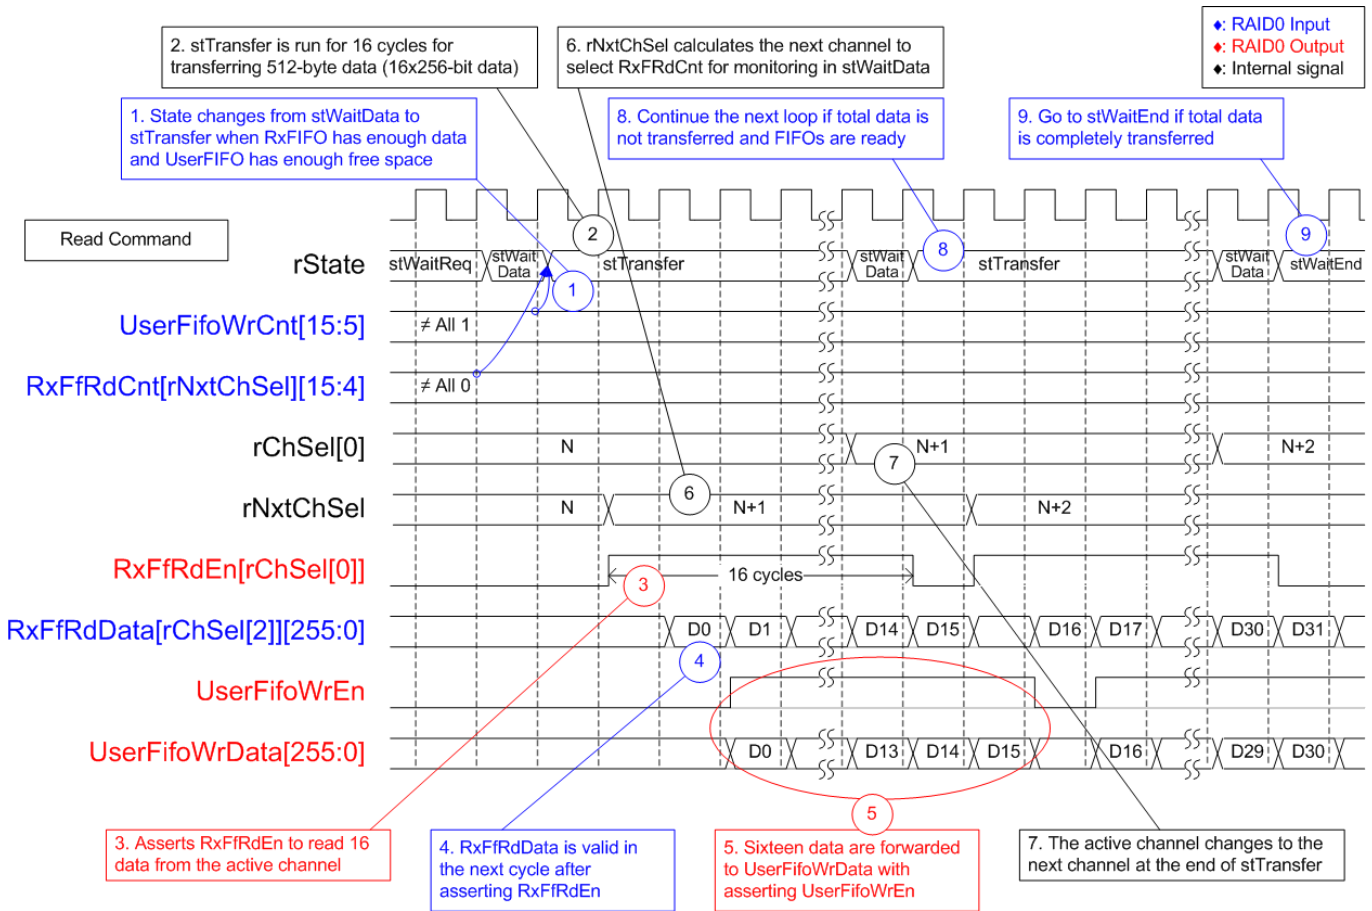 ♦: RAID0 Input
♦: RAID0 Output
♦: Internal signal
2. stTransfer is run for 16 cycles for
transferring 512-byte data (16x256-bit data)
6. rNxtChSel calculates the next channel to
select RxFRdCnt for monitoring in stWaitData
1. State changes from stWaitData to
stTransfer when RxFIFO has enough data
and UserFIFO has enough free space
8. Continue the next loop if total data is
not transferred and FIFOs are ready
9. Go to stWaitEnd if total data
is completely transferred
Read Command
2
8
9
rState
stWaitReq
stWait
Data
stTransfer
stWait
Data
stTransfer
stWait
Data
stWaitEnd
1
UserFifoWrCnt[15:5]
≠ All 1
RxFfRdCnt[rNxtChSel][15:4]
≠ All 0
rChSel[0]
N
N+1
N+2
7
rNxtChSel
N
6
N+1
N+2
RxFfRdEn[rChSel[0]]
3
16 cycles
RxFfRdData[rChSel[2]][255:0]
D0
D1
D14
D15
D16
D17
D30
D31
4
UserFifoWrEn
UserFifoWrData[255:0]
D0
D13
D14
D15
D16
D29
D30
5
3. Asserts RxFfRdEn to read 16
data from the active channel
4. RxFfRdData is valid in
the next cycle after
asserting RxFfRdEn
5. Sixteen data are forwarded
to UserFifoWrData with
asserting UserFifoWrEn
7. The active channel changes to the
next channel at the end of stTransfer